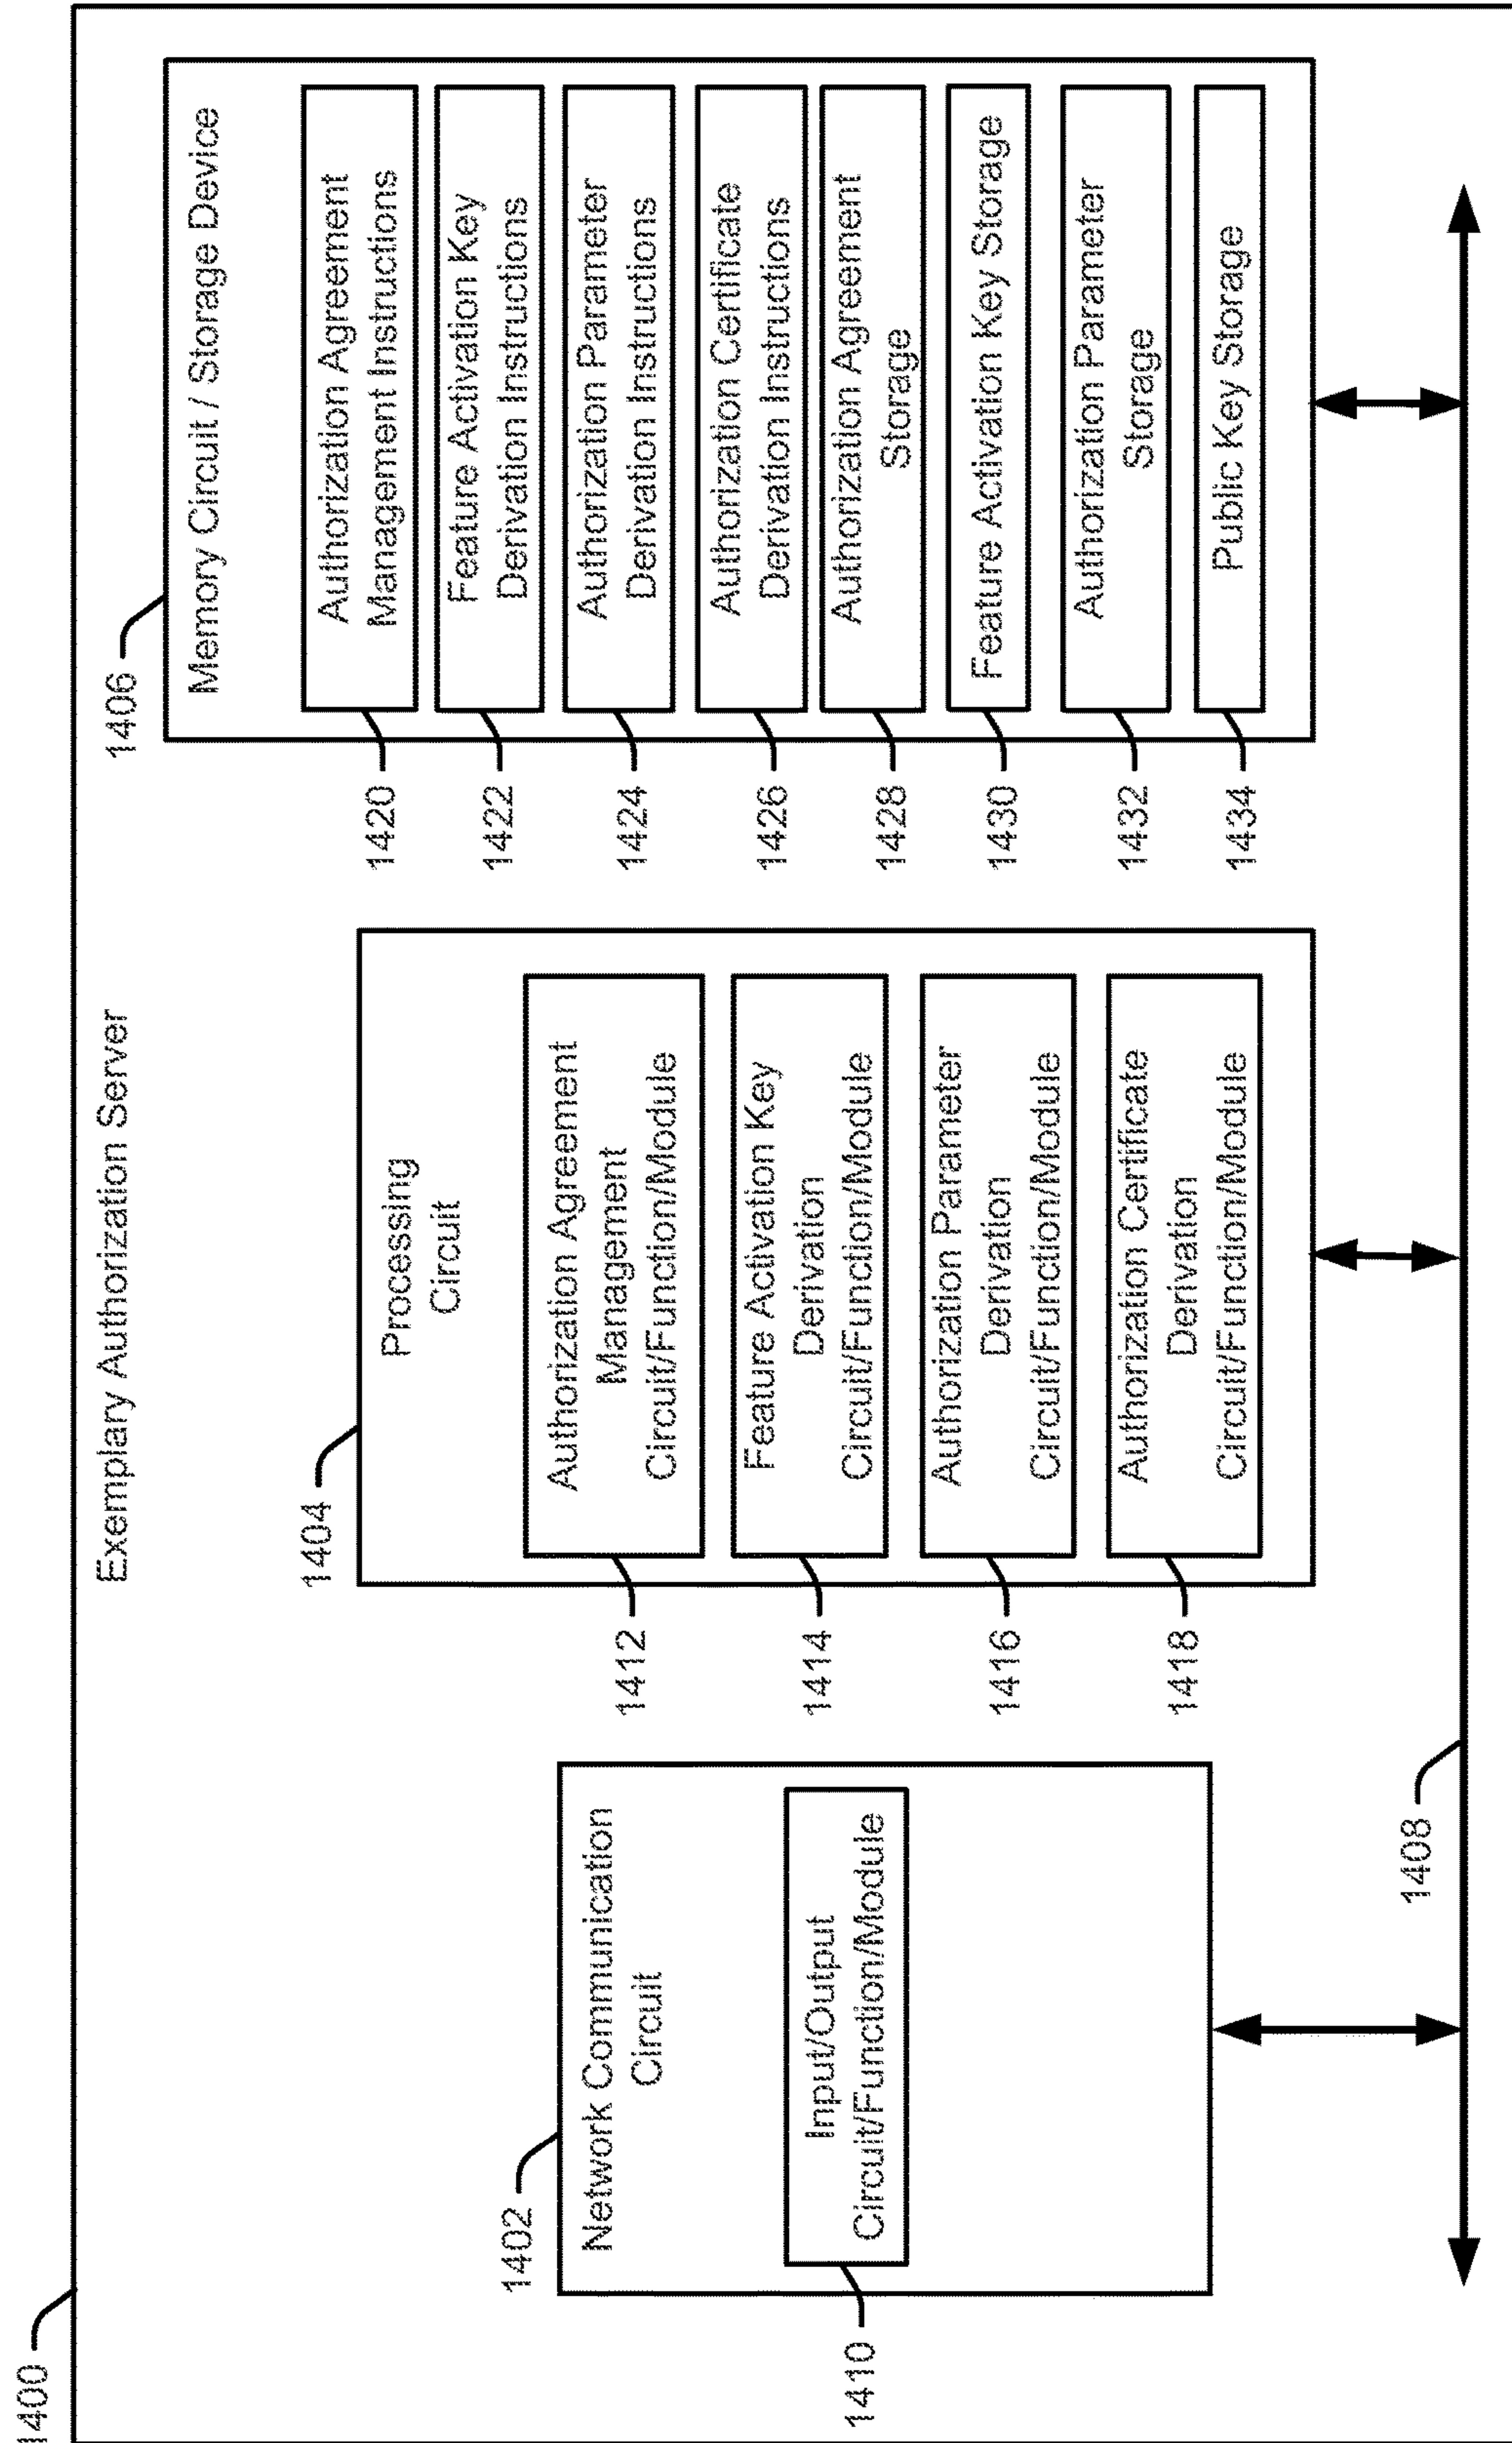 1400
Exemplary Authorization Server
1402
Network Communication
Circuit
1410
Input/Output
Circuit/Function/Module
1404
Processing
Circuit
1412
Authorization Agreement
Management
Circuit/Function/Module
1414
Feature Activation Key
Derivation
Circuit/Function/Module
1416
Authorization Parameter
Derivation
Circuit/Function/Module
1418
Authorization Certificate
Derivation
Circuit/Function/Module
1406
Memory Circuit / Storage Device
1420
Authorization Agreement
Management Instructions
1422
Feature Activation Key
Derivation Instructions
1424
Authorization Parameter
Derivation Instructions
1426
Authorization Certificate
Derivation Instructions
1428
Authorization Agreement
Storage
1430
Feature Activation Key Storage
1432
Authorization Parameter
Storage
1434
Public Key Storage
1408